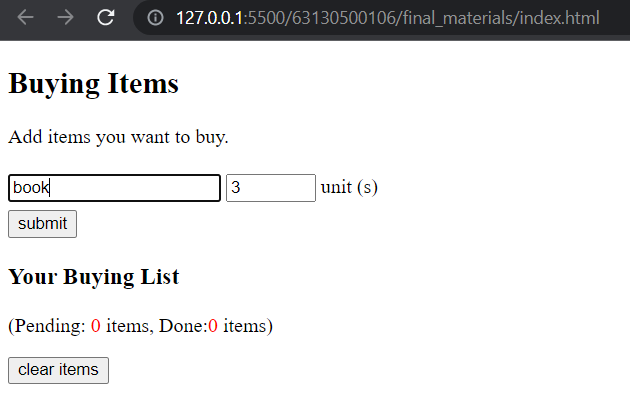 127.0.0.1:5500/63130500106/final_materials/index.html
Buying Items
Add items you want to buy.
book 3 unit (s)
submit
Your Buying List
(Pending: 0 items, Done:0 items)
clear items